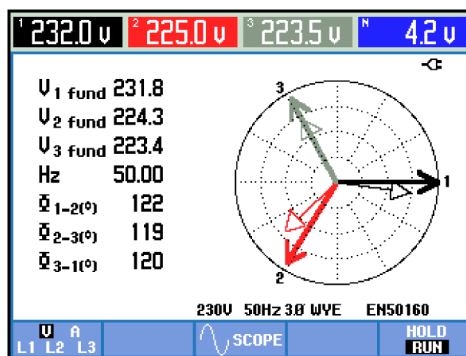 1 232.0 V 2 225.0 V 3 223.5 V N 4.2 V
V1 fund 231.8
V2 fund 224.3
V3 fund 223.4
Hz 50.00
Φ1-2(°) 122
Φ2-3(°) 119
Φ3-1(°) 120
3
1
2
230V 50Hz 3Ø WYE EN50160
V A
L1 L2 L3
SCOPE
HOLD
RUN